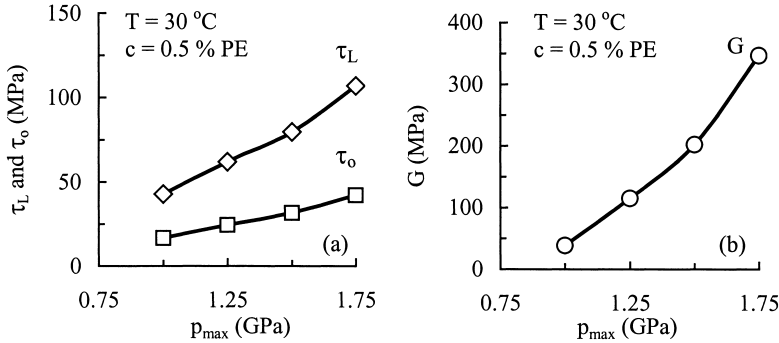 T = 30 °C
c = 0.5 % PE
τL
τo
(a)
150
100
50
0
τL and τo (MPa)
0.75 1.25 1.75
pmax (GPa)
T = 30 °C
c = 0.5 % PE
G
(b)
400
300
200
100
0
G (MPa)
0.75 1.25 1.75
pmax (GPa)